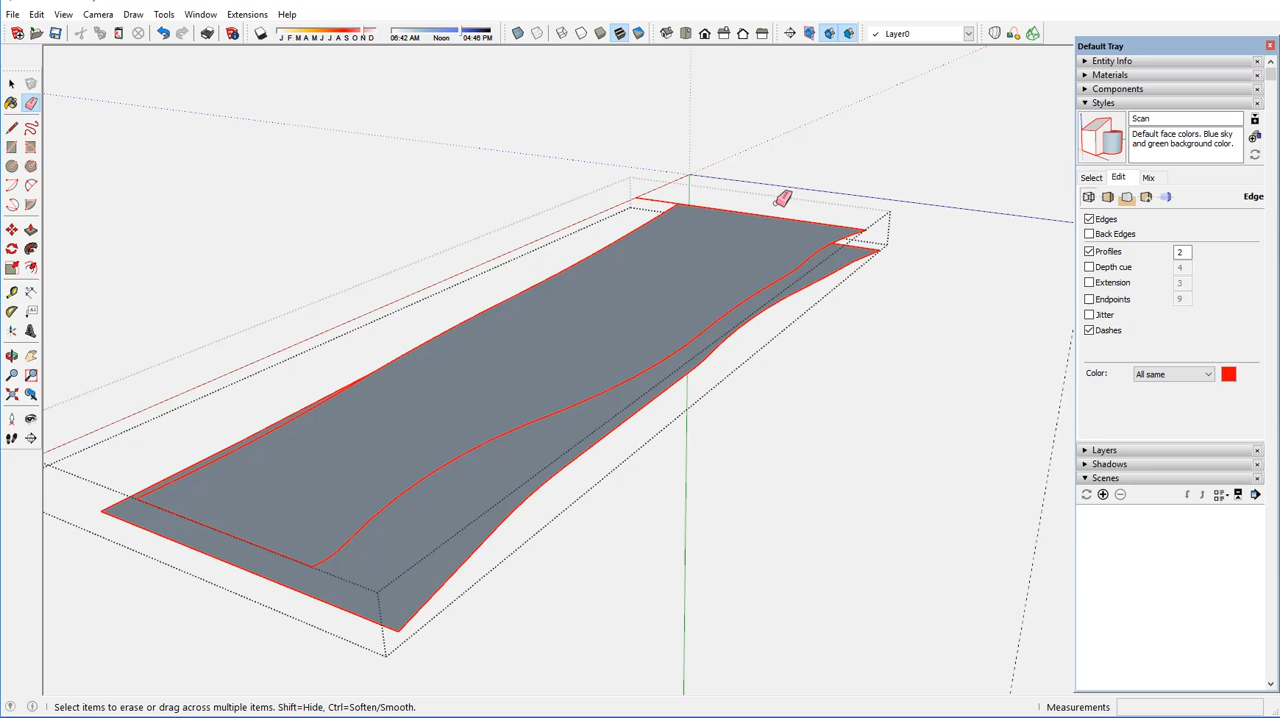 File Edit View Camera Draw Tools Window Extensions Help
J F M A M J J A S O N D
06:42 AM Noon 04:46 PM
Layer0
Default Tray
Entity Info
Materials
Components
Styles
Scan
Default face colors. Blue sky
and green background color.
Select Edit Mix
Edge
Edges
Back Edges
Profiles 2
Depth cue 4
Extension 3
Endpoints 9
Jitter
Dashes
Color: All same
Layers
Shadows
Scenes
Select items to erase or drag across multiple items. Shift=Hide, Ctrl=Soften/Smooth.
Measurements